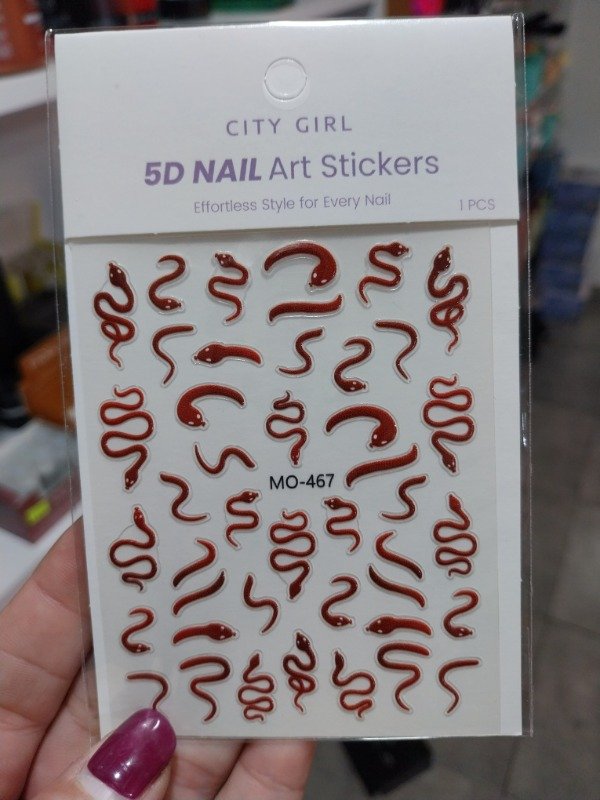 CITY GIRL
5D NAIL Art Stickers
Effortless Style for Every Nail
1 PCS
MO-467